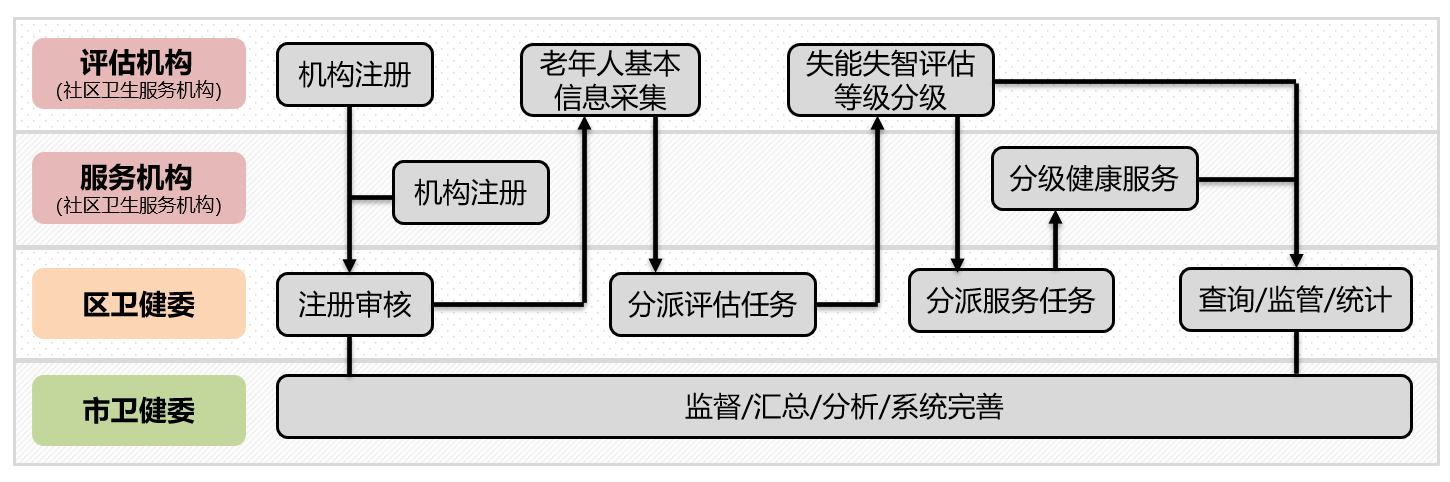 评估机构
(社区卫生服务机构)
机构注册
老年人基本
信息采集
失能失智评估
等级分级
服务机构
(社区卫生服务机构)
机构注册
分级健康服务
区卫健委
注册审核
分派评估任务
分派服务任务
查询/监管/统计
市卫健委
监督/汇总/分析/系统完善